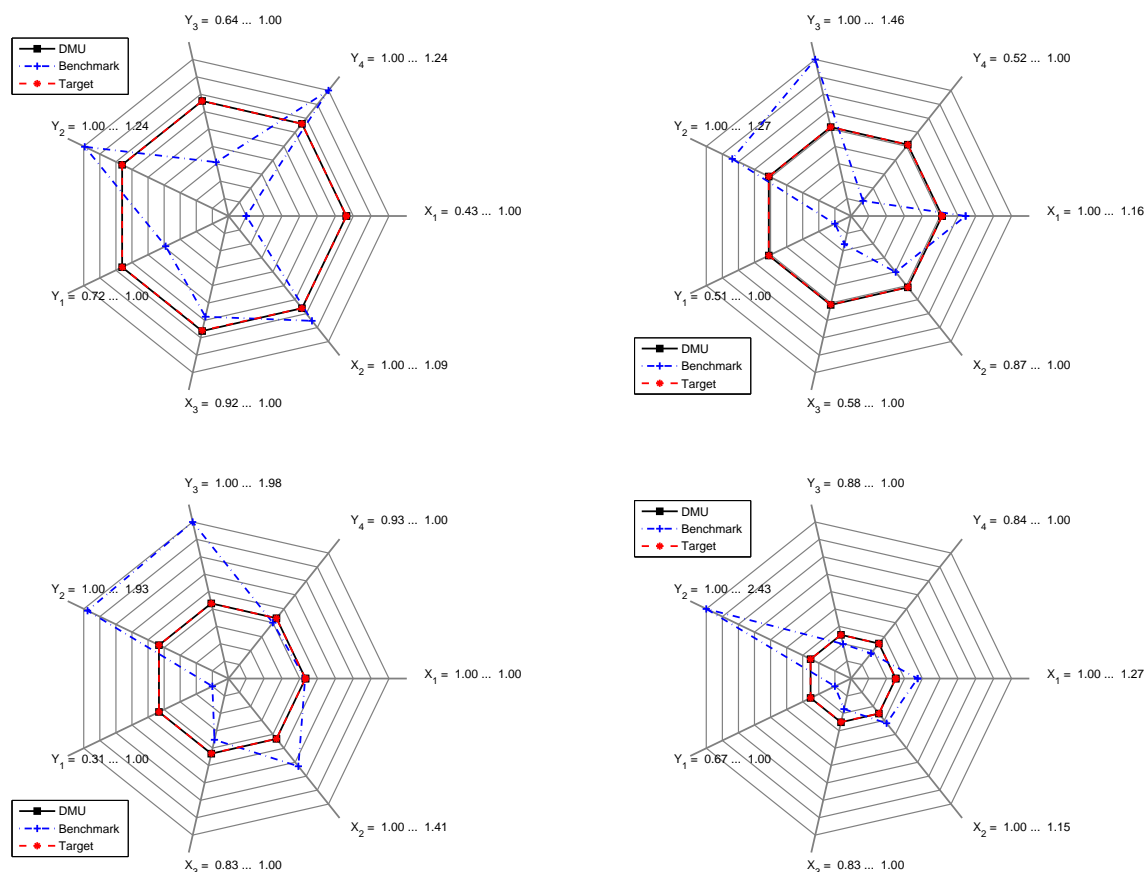 Y3 = 0.64 ... 1.00
Y4 = 1.00 ... 1.24
DMU
Benchmark
Target
Y2 = 1.00 ... 1.24
X1 = 0.43 ... 1.00
Y1 = 0.72 ... 1.00
X2 = 1.00 ... 1.09
X3 = 0.92 ... 1.00
Y3 = 1.00 ... 1.46
Y4 = 0.52 ... 1.00
Y2 = 1.00 ... 1.27
X1 = 1.00 ... 1.16
Y1 = 0.51 ... 1.00
DMU
Benchmark
Target
X2 = 0.87 ... 1.00
X3 = 0.58 ... 1.00
Y3 = 1.00 ... 1.98
Y4 = 0.93 ... 1.00
Y2 = 1.00 ... 1.93
X1 = 1.00 ... 1.00
Y1 = 0.31 ... 1.00
DMU
Benchmark
Target
X2 = 1.00 ... 1.41
X3 = 0.83 ... 1.00
Y3 = 0.88 ... 1.00
DMU
Benchmark
Target
Y4 = 0.84 ... 1.00
Y2 = 1.00 ... 2.43
X1 = 1.00 ... 1.27
Y1 = 0.67 ... 1.00
X2 = 1.00 ... 1.15
X3 = 0.83 ... 1.00